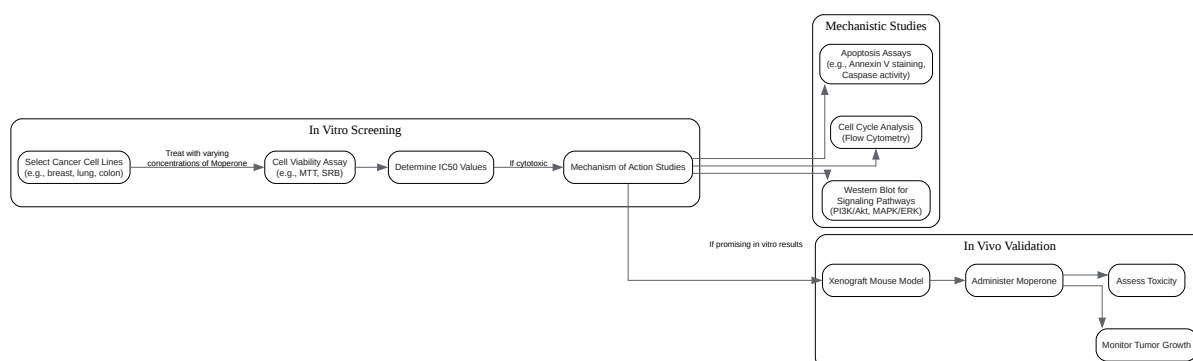 In Vitro Screening
Select Cancer Cell Lines
(e.g., breast, lung, colon)
Treat with varying
concentrations of Moperone
Cell Viability Assay
(e.g., MTT, SRB)
Determine IC50 Values
If cytotoxic
Mechanism of Action Studies
Mechanistic Studies
Apoptosis Assays
(e.g., Annexin V staining,
Caspase activity)
Cell Cycle Analysis
(Flow Cytometry)
Western Blot for
Signaling Pathways
(PI3K/Akt, MAPK/ERK)
If promising in vitro results
In Vivo Validation
Xenograft Mouse Model
Administer Moperone
Assess Toxicity
Monitor Tumor Growth